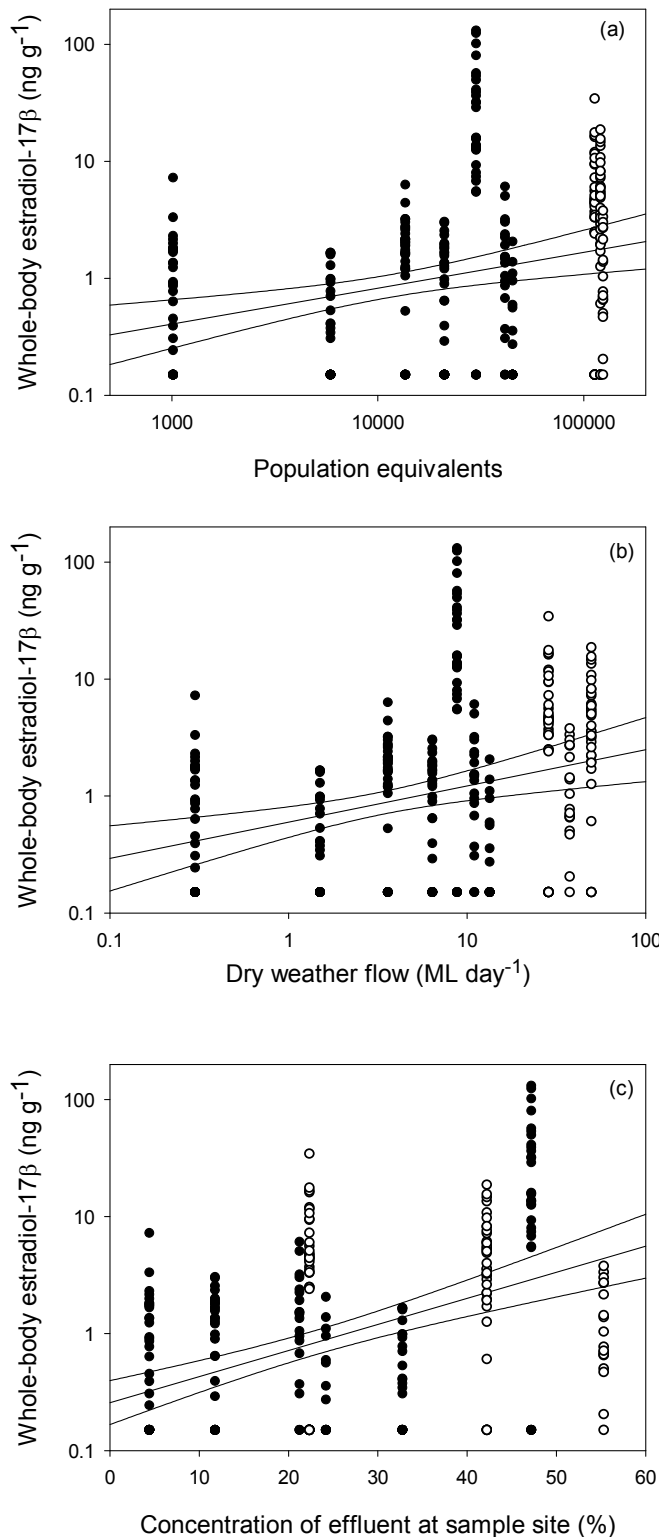 (a)
Whole-body estradiol-17β (ng g⁻¹)
100
10
1
0.1
1000 10000 100000
Population equivalents
(b)
Whole-body estradiol-17β (ng g⁻¹)
100
10
1
0.1
0.1 1 10 100
Dry weather flow (ML day⁻¹)
(c)
Whole-body estradiol-17β (ng g⁻¹)
100
10
1
0.1
0 10 20 30 40 50 60
Concentration of effluent at sample site (%)